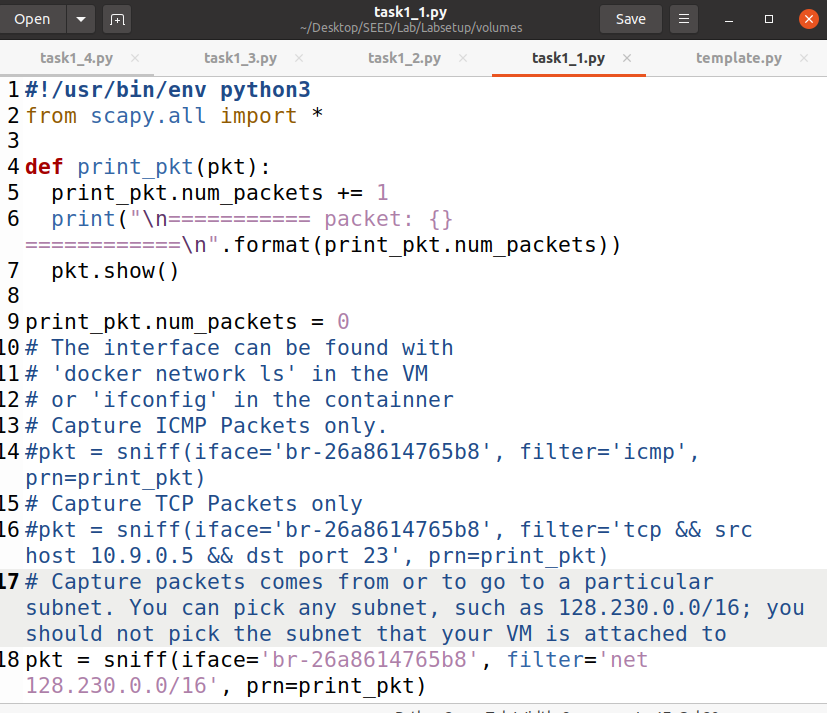 Open
task1_1.py
~/Desktop/SEED/Lab/Labsetup/volumes
Save
task1_4.py
task1_3.py
task1_2.py
task1_1.py
template.py
1 #!/usr/bin/env python3
2 from scapy.all import *
3
4 def print_pkt(pkt):
5   print_pkt.num_packets += 1
6   print("\n=========== packet: {}
============\n".format(print_pkt.num_packets))
7   pkt.show()
8
9 print_pkt.num_packets = 0
10 # The interface can be found with
11 # 'docker network ls' in the VM
12 # or 'ifconfig' in the containner
13 # Capture ICMP Packets only.
14 #pkt = sniff(iface='br-26a8614765b8', filter='icmp',
prn=print_pkt)
15 # Capture TCP Packets only
16 #pkt = sniff(iface='br-26a8614765b8', filter='tcp && src
host 10.9.0.5 && dst port 23', prn=print_pkt)
17 # Capture packets comes from or to go to a particular
subnet. You can pick any subnet, such as 128.230.0.0/16; you
should not pick the subnet that your VM is attached to
18 pkt = sniff(iface='br-26a8614765b8', filter='net
128.230.0.0/16', prn=print_pkt)